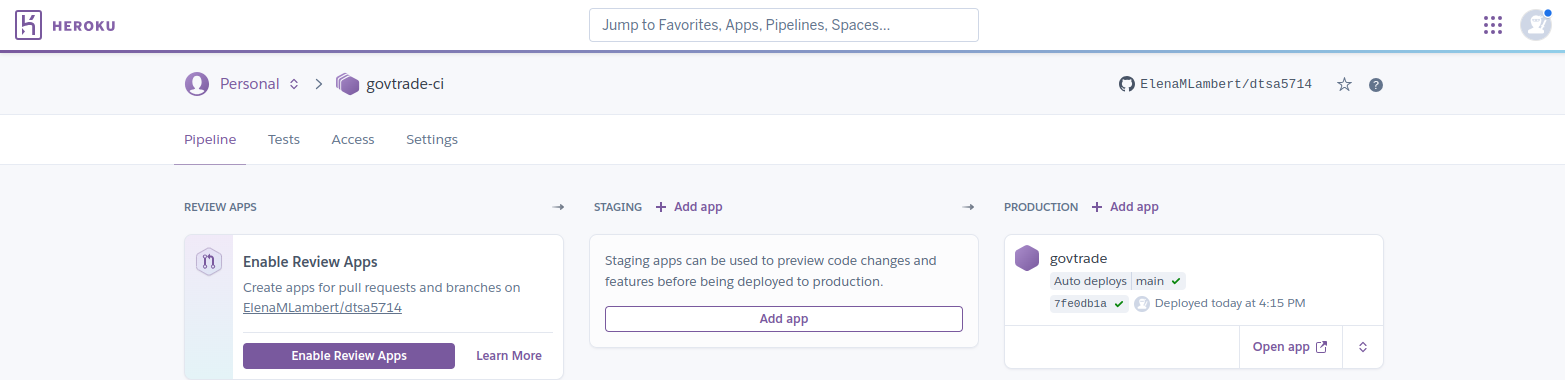 HEROKU
Jump to Favorites, Apps, Pipelines, Spaces...
Personal
govtrade-ci
ElenaMLambert/dtsa5714
?
Pipeline Tests Access Settings
REVIEW APPS
Enable Review Apps
Create apps for pull requests and branches on
ElenaMLambert/dtsa5714
Enable Review Apps Learn More
STAGING + Add app
Staging apps can be used to preview code changes and
features before being deployed to production.
Add app
PRODUCTION + Add app
govtrade
Auto deploys main ✓
7fe0db1a ✓ Deployed today at 4:15 PM
Open app